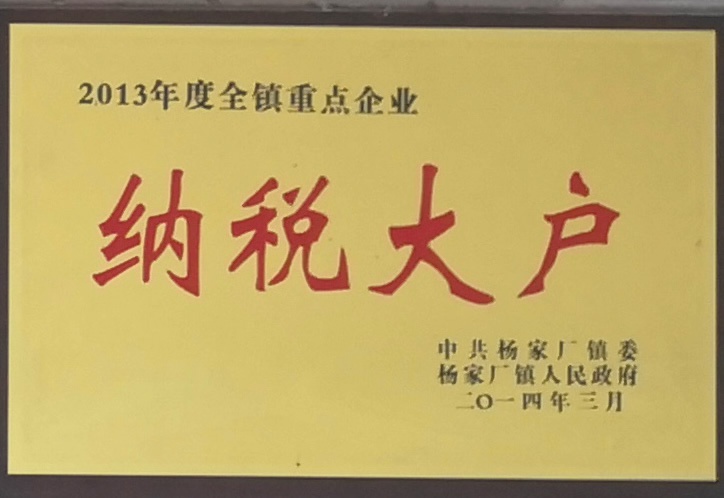 2013年度全镇重点企业
纳税大户
中共杨家厂镇委
杨家厂镇人民政府
二〇一四年三月